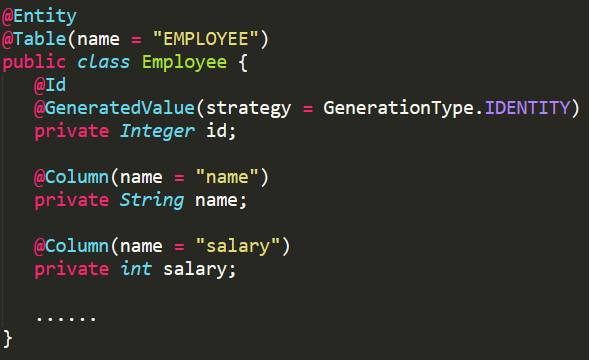 @Entity
@Table(name = "EMPLOYEE")
public class Employee {
@Id
@GeneratedValue(strategy = GenerationType.IDENTITY)
private Integer id;
@Column(name = "name")
private String name;
@Column(name = "salary")
private int salary;
......
}